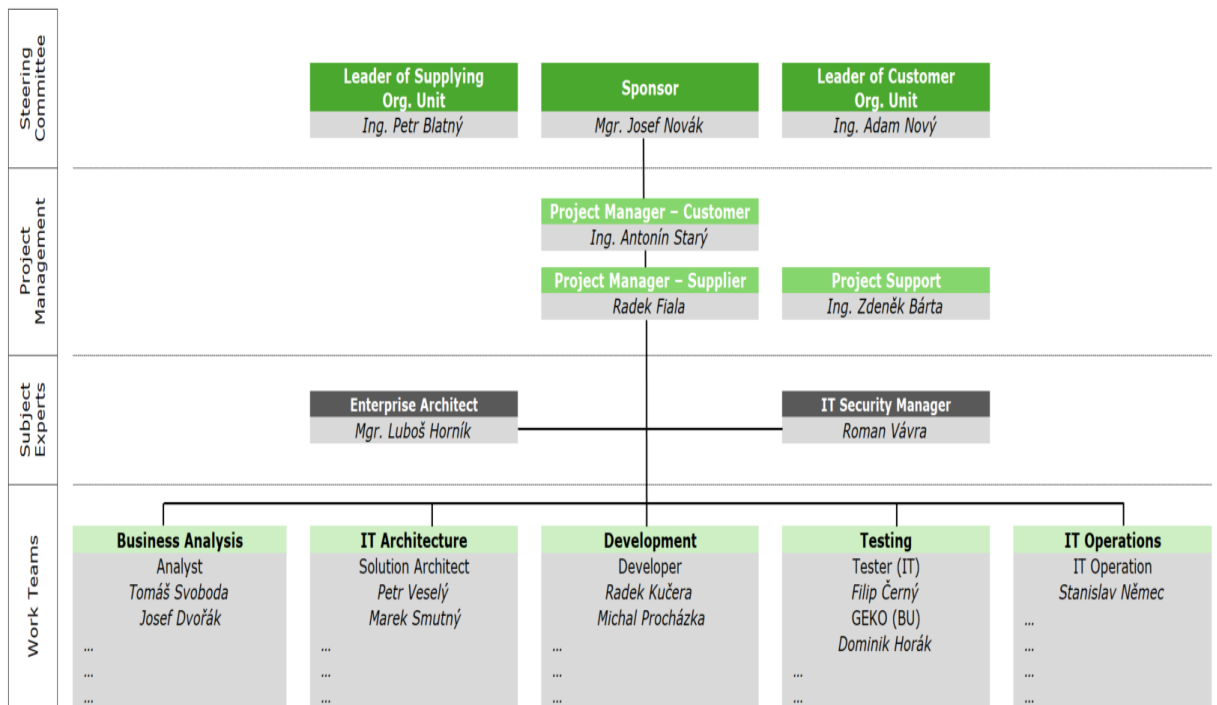 Steering
Committee
Leader of Supplying
Org. Unit
Ing. Petr Blatný
Sponsor
Mgr. Josef Novák
Leader of Customer
Org. Unit
Ing. Adam Nový
Project
Management
Project Manager – Customer
Ing. Antonín Starý
Project Manager – Supplier
Radek Fiala
Project Support
Ing. Zdeněk Bárta
Subject
Experts
Enterprise Architect
Mgr. Luboš Horník
IT Security Manager
Roman Vávra
Work Teams
Business Analysis
Analyst
Tomáš Svoboda
Josef Dvořák
...
...
...
IT Architecture
Solution Architect
Petr Veselý
Marek Smutný
...
...
...
Development
Developer
Radek Kučera
Michal Procházka
...
...
...
Testing
Tester (IT)
Filip Černý
GEKO (BU)
Dominik Horák
...
...
IT Operations
IT Operation
Stanislav Němec
...
...
...
...